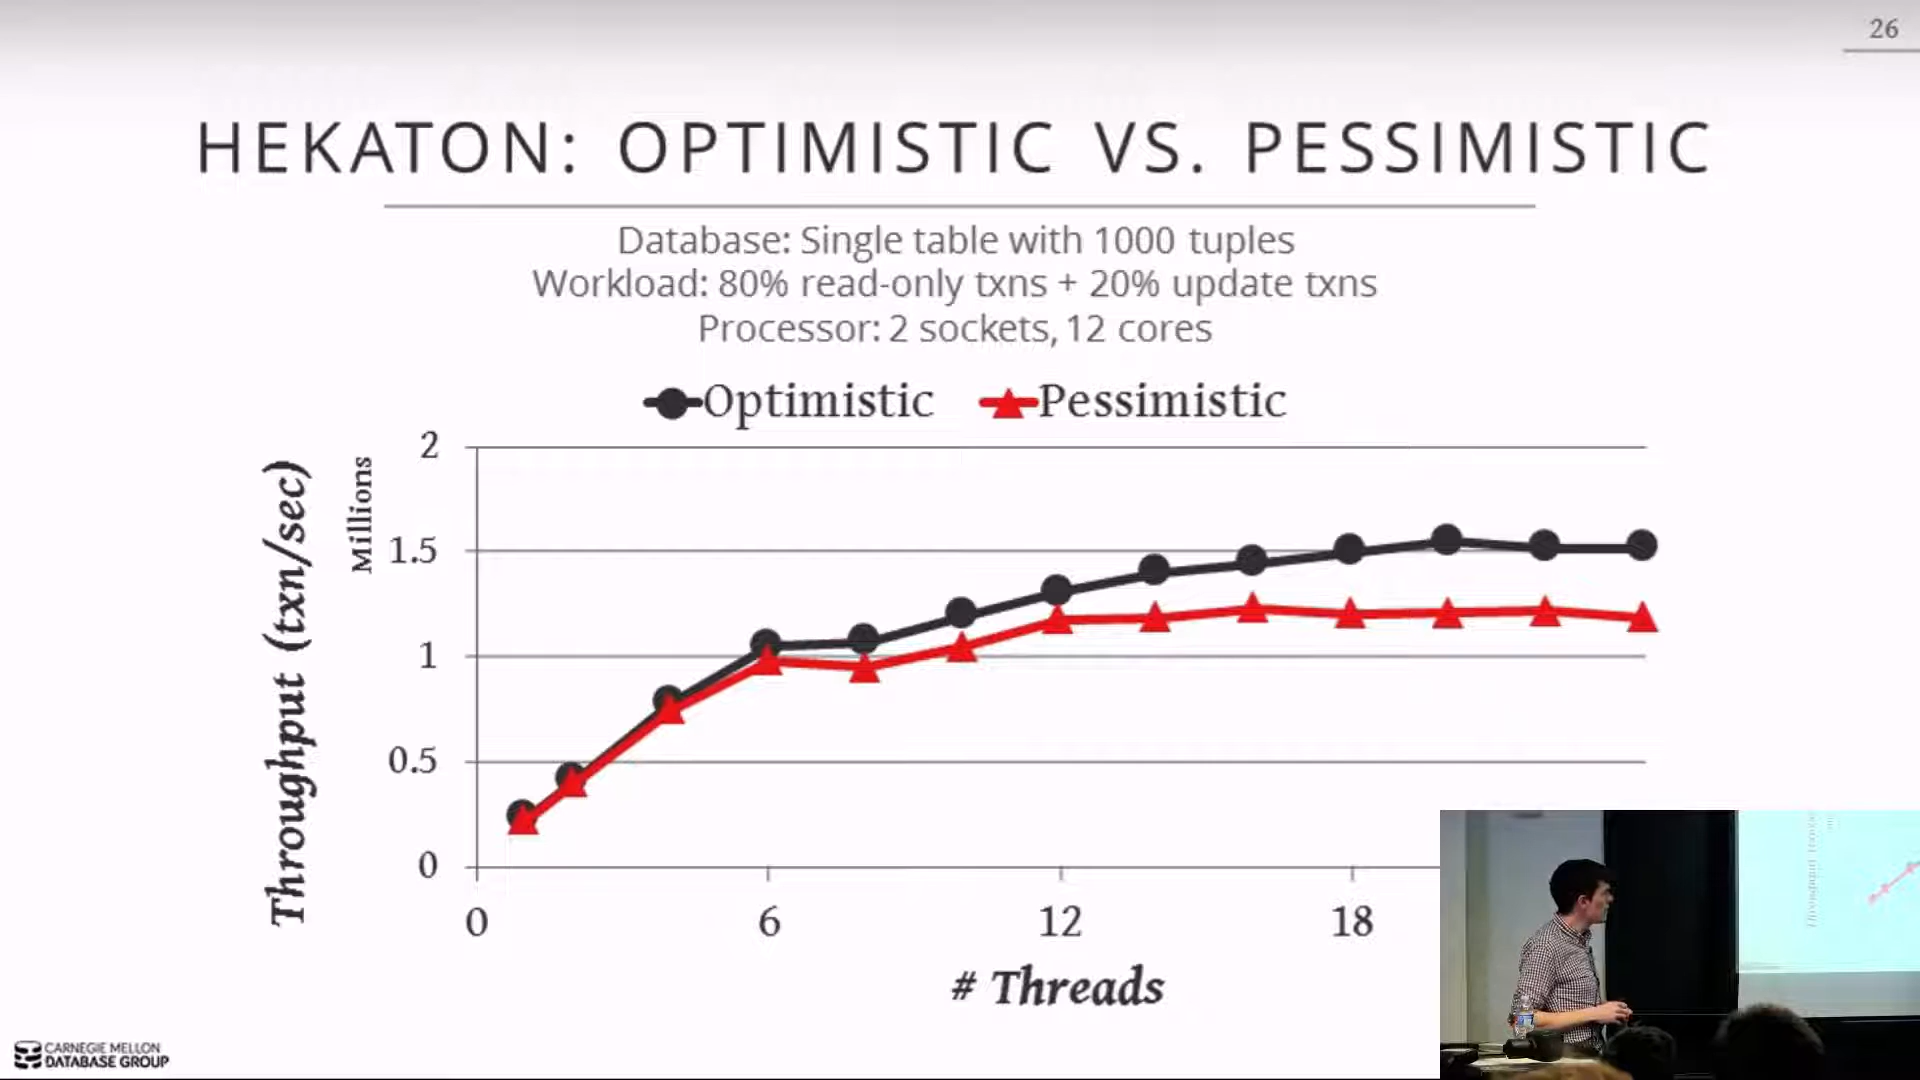 26
HEKATON: OPTIMISTIC VS. PESSIMISTIC
Database: Single table with 1000 tuples
Workload: 80% read-only txns + 20% update txns
Processor: 2 sockets, 12 cores
Optimistic Pessimistic
Throughput (txn/sec)
Millions
2
1.5
1
0.5
0
0 6 12 18
# Threads
CARNEGIE MELLON
DATABASE GROUP